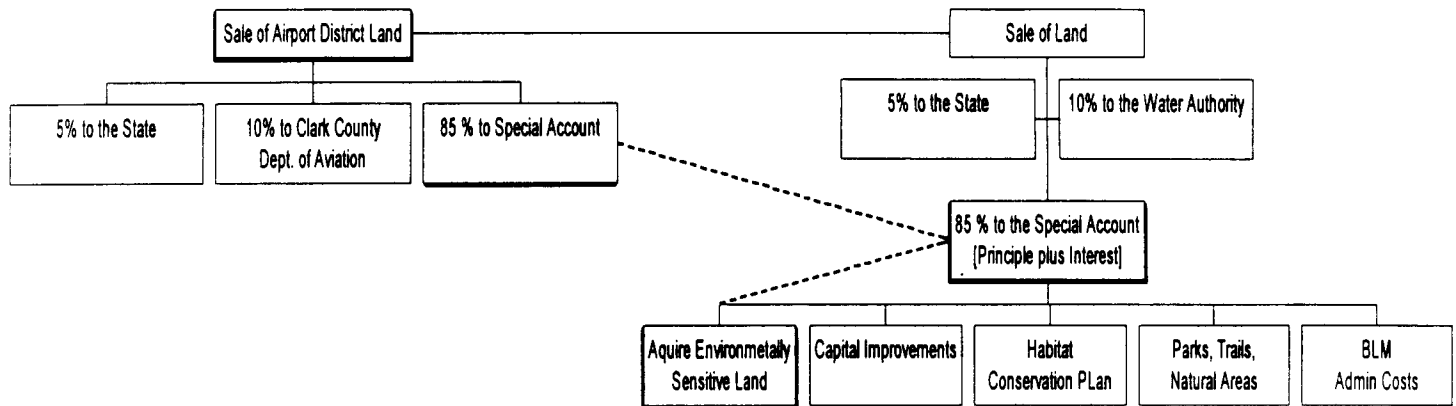 Sale of Airport District Land
Sale of Land
5% to the State
10% to Clark County
Dept. of Aviation
85 % to Special Account
5% to the State
10% to the Water Authority
85 % to the Special Account
[Principle plus Interest]
Aquire Environmetally
Sensitive Land
Capital Improvements
Habitat
Conservation PLan
Parks, Trails,
Natural Areas
BLM
Admin Costs